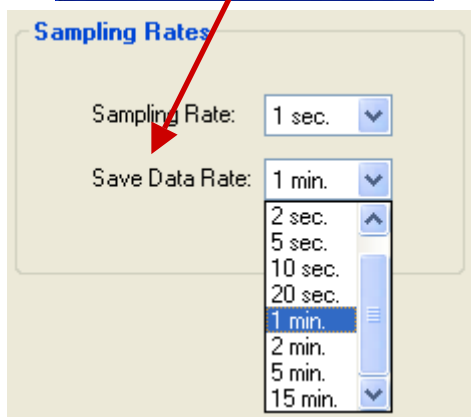 Sampling Rates
Sampling Rate: 1 sec.
Save Data Rate: 1 min.
2 sec.
5 sec.
10 sec.
20 sec.
1 min.
2 min.
5 min.
15 min.